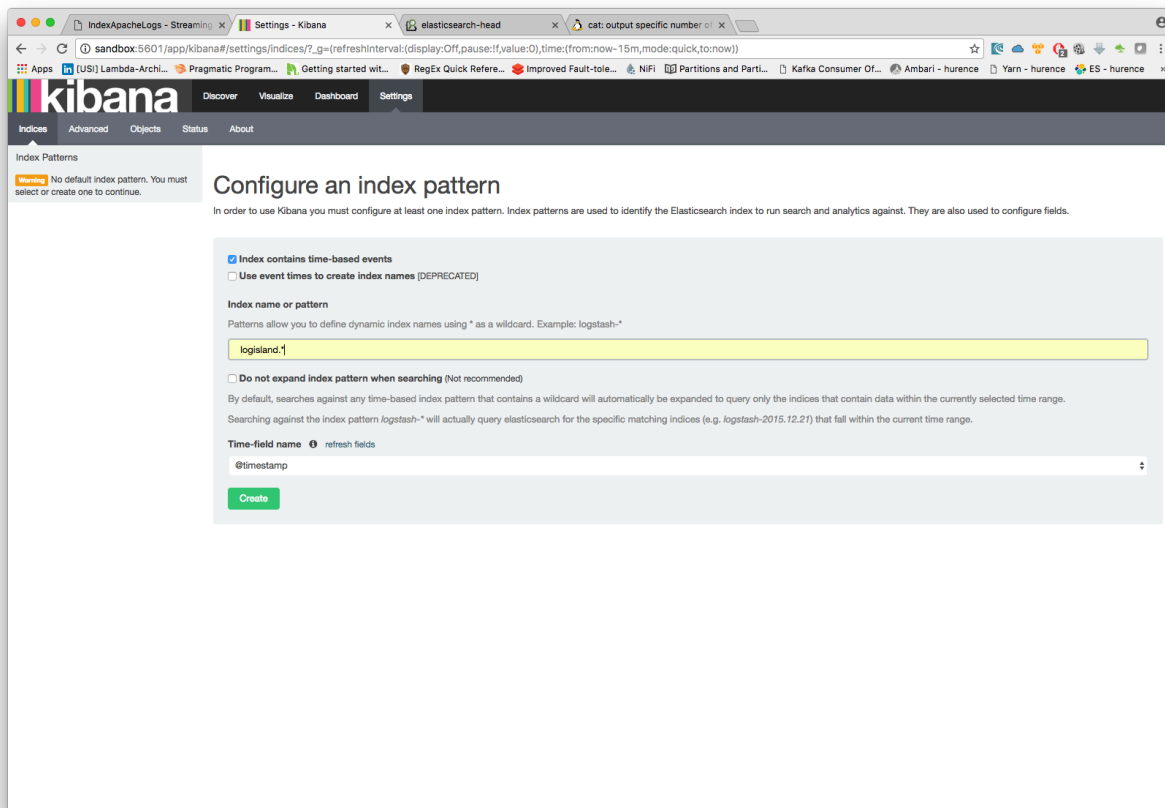 IndexApacheLogs - Streaming
Settings - Kibana
elasticsearch-head
cat: output specific number of
sandbox:5601/app/kibana#/settings/indices/?_g=(refreshInterval:(display:Off,pause:!f,value:0),time:(from:now-15m,mode:quick,to:now))
Apps [USI] Lambda-Archi... Pragmatic Program... Getting started wit... RegEx Quick Refere... Improved Fault-tole... NiFi Partitions and Parti... Kafka Consumer Of... Ambari - hurence Yarn - hurence ES - hurence »
kibana Discover Visualize Dashboard Settings
Indices Advanced Objects Status About
Index Patterns
Warning No default index pattern. You must
select or create one to continue.
Configure an index pattern
In order to use Kibana you must configure at least one index pattern. Index patterns are used to identify the Elasticsearch index to run search and analytics against. They are also used to configure fields.
Index contains time-based events
Use event times to create index names [DEPRECATED]
Index name or pattern
Patterns allow you to define dynamic index names using * as a wildcard. Example: logstash-*
logisland.*
Do not expand index pattern when searching (Not recommended)
By default, searches against any time-based index pattern that contains a wildcard will automatically be expanded to query only the indices that contain data within the currently selected time range.
Searching against the index pattern logstash-* will actually query elasticsearch for the specific matching indices (e.g. logstash-2015.12.21) that fall within the current time range.
Time-field name refresh fields
@timestamp
Create